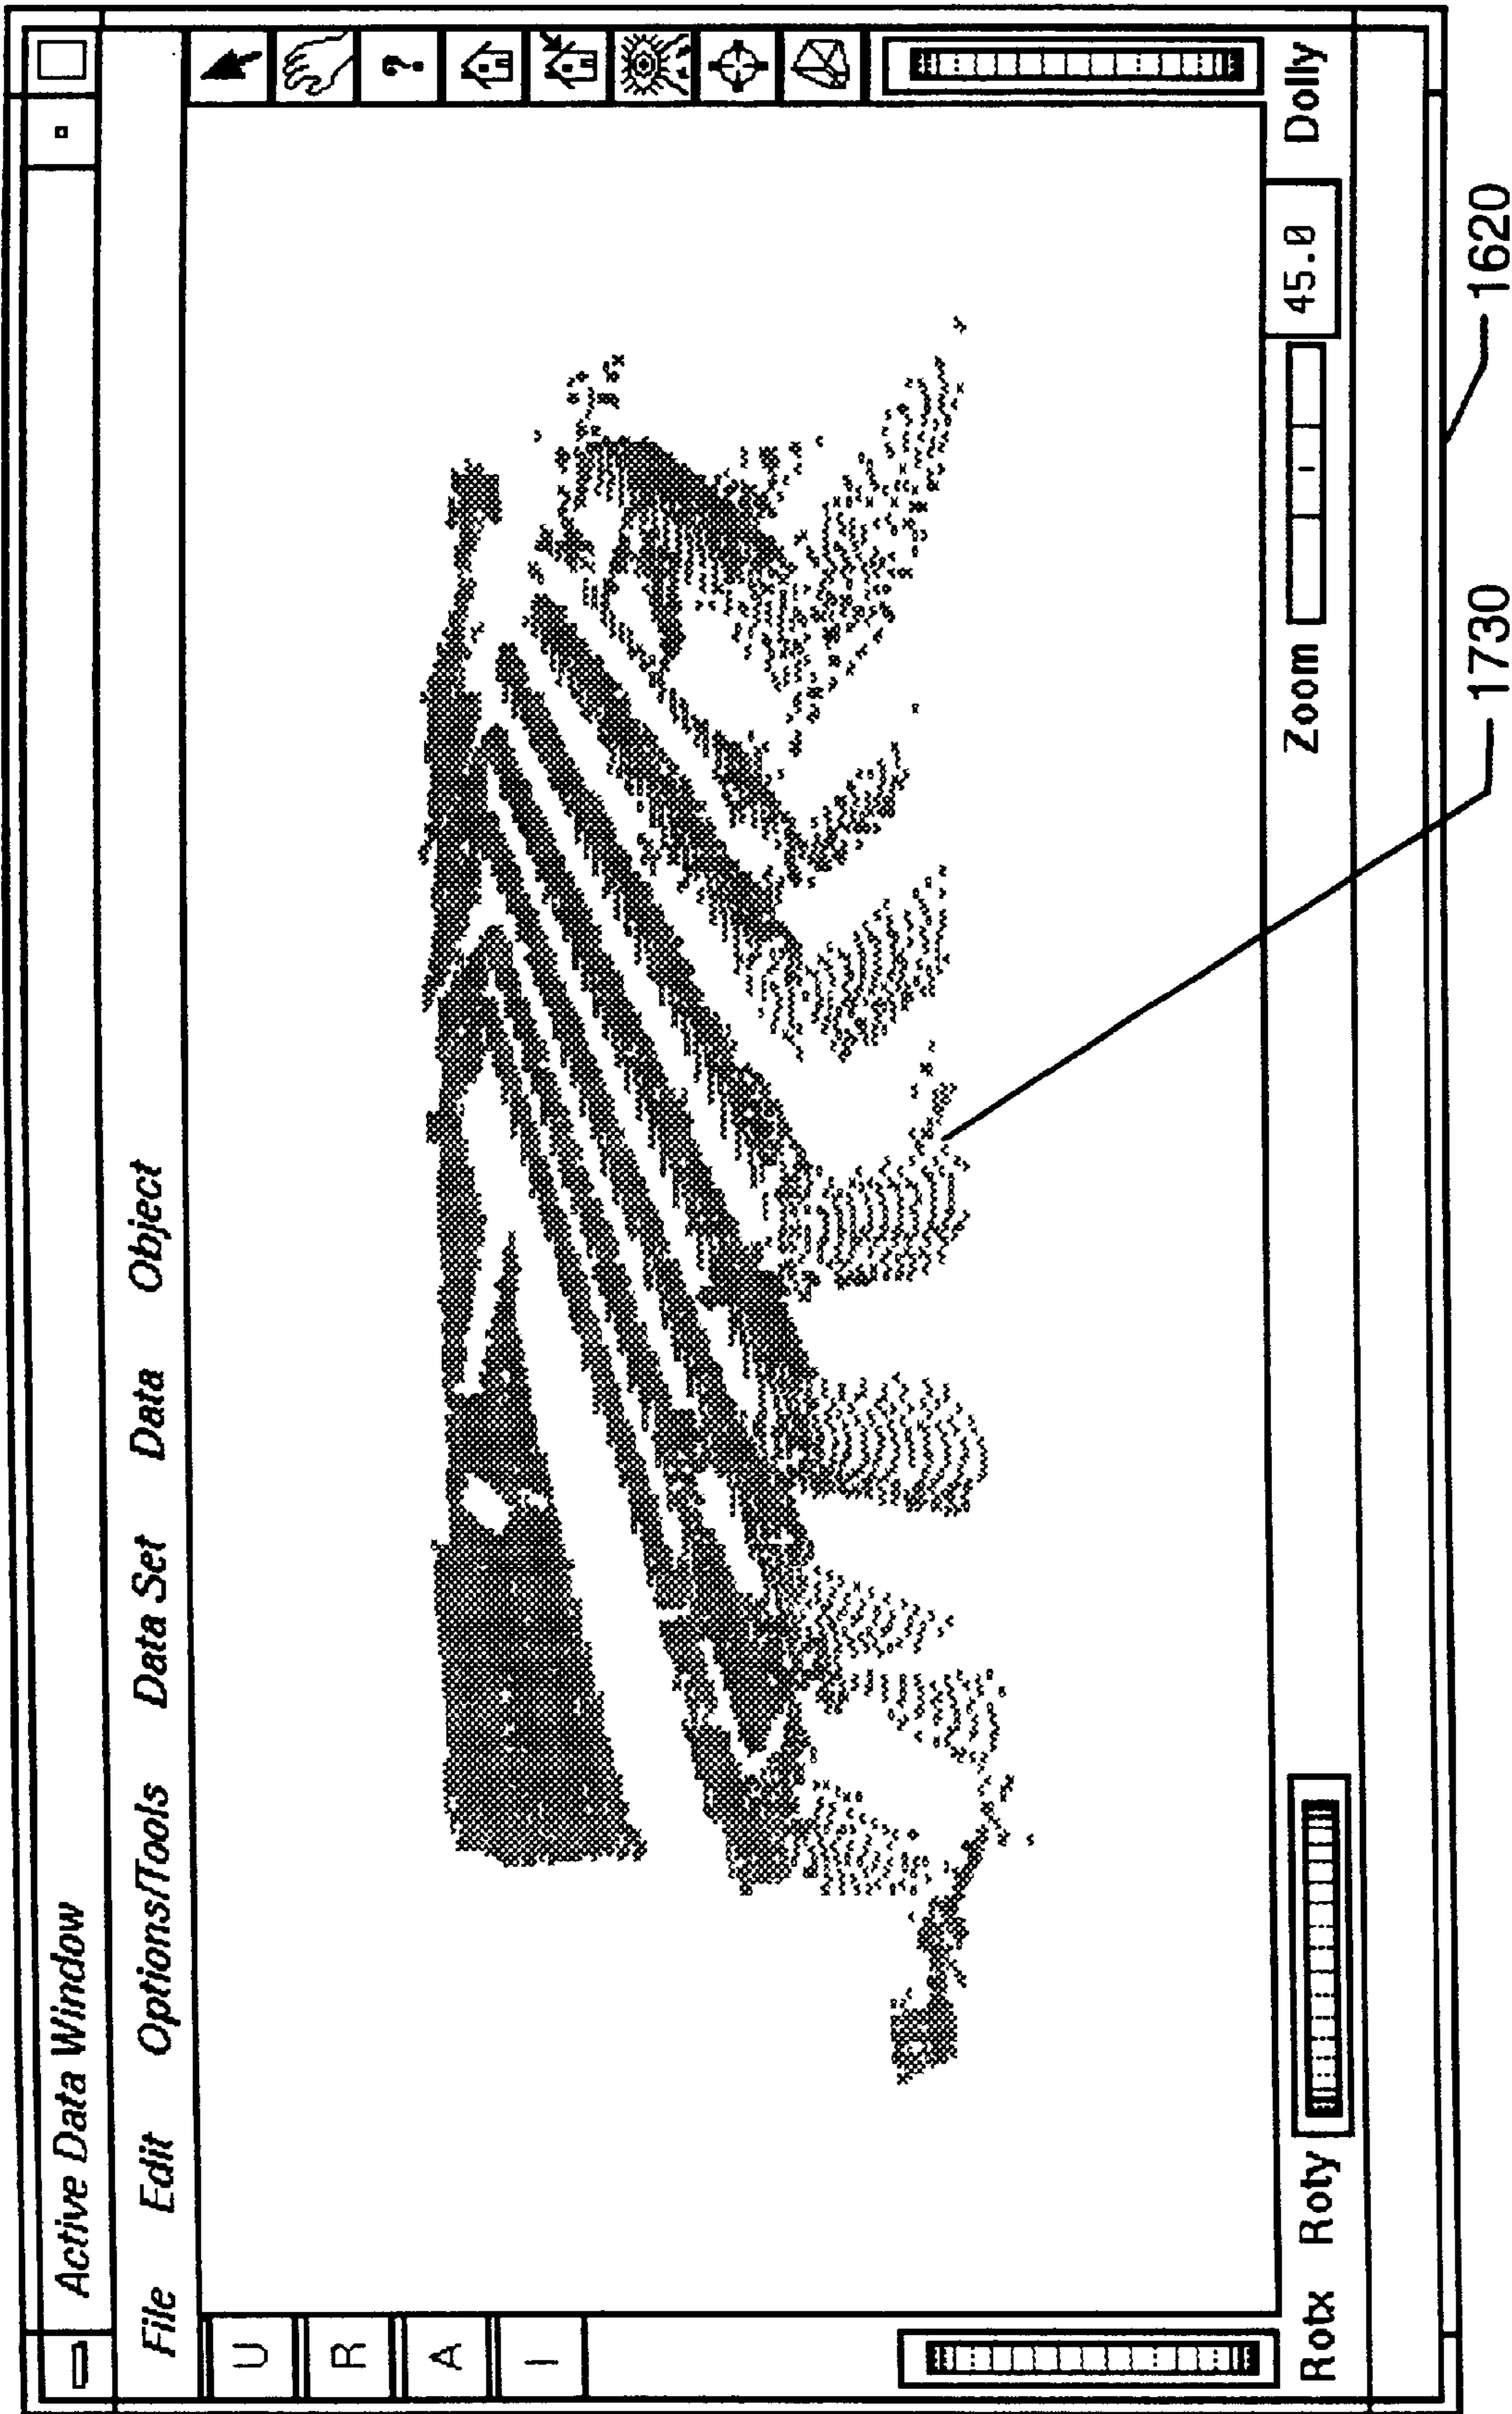 Active Data Window
File Edit Options/Tools Data Set Data Object
U
R
A
I
?
Rotx Roty Zoom 45.0 Dolly
1730 1620